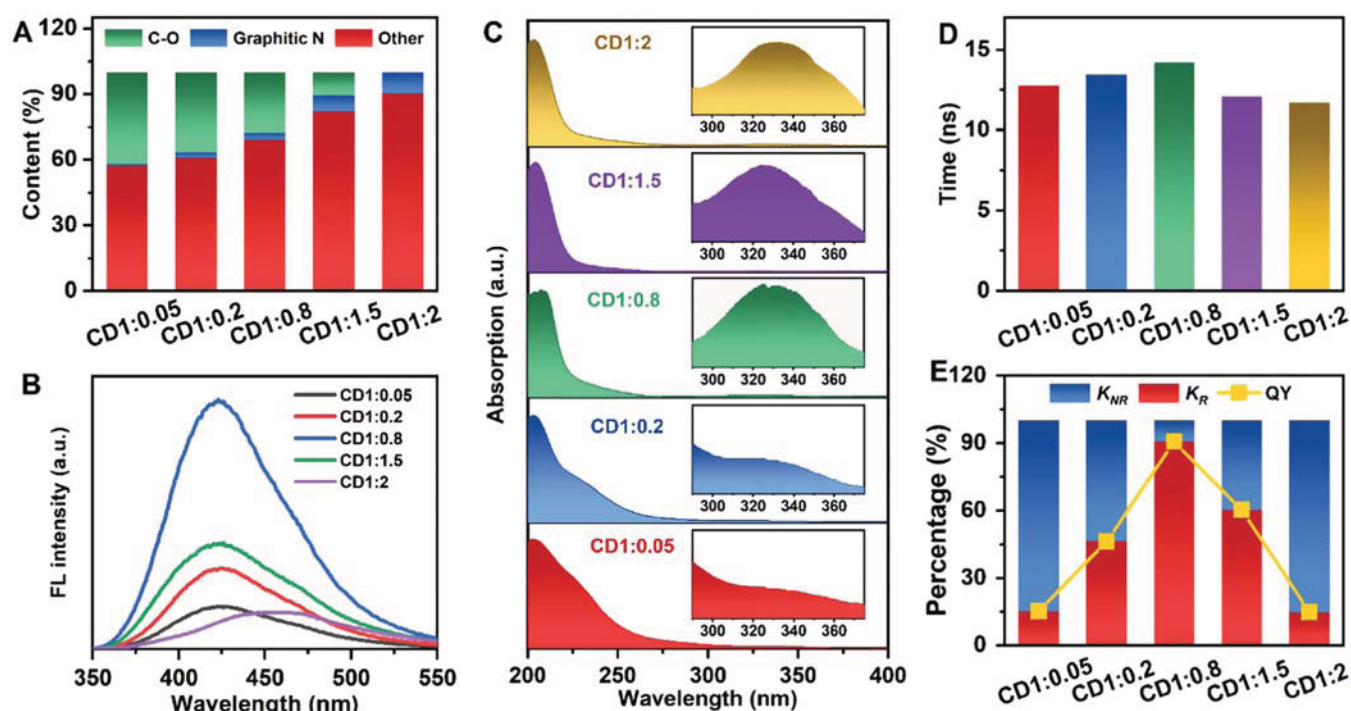 A
C-O Graphitic N Other
Content (%)
120
90
60
30
0
CD1:0.05 CD1:0.2 CD1:0.8 CD1:1.5 CD1:2
B
FL intensity (a.u.)
CD1:0.05
CD1:0.2
CD1:0.8
CD1:1.5
CD1:2
350 400 450 500 550
Wavelength (nm)
C
Absorption (a.u.)
CD1:2
300 320 340 360
CD1:1.5
300 320 340 360
CD1:0.8
300 320 340 360
CD1:0.2
300 320 340 360
CD1:0.05
300 320 340 360
200 250 300 350 400
Wavelength (nm)
D
Time (ns)
15
10
5
0
CD1:0.05 CD1:0.2 CD1:0.8 CD1:1.5 CD1:2
E
KNR KR QY
Percentage (%)
120
90
60
30
0
CD1:0.05 CD1:0.2 CD1:0.8 CD1:1.5 CD1:2